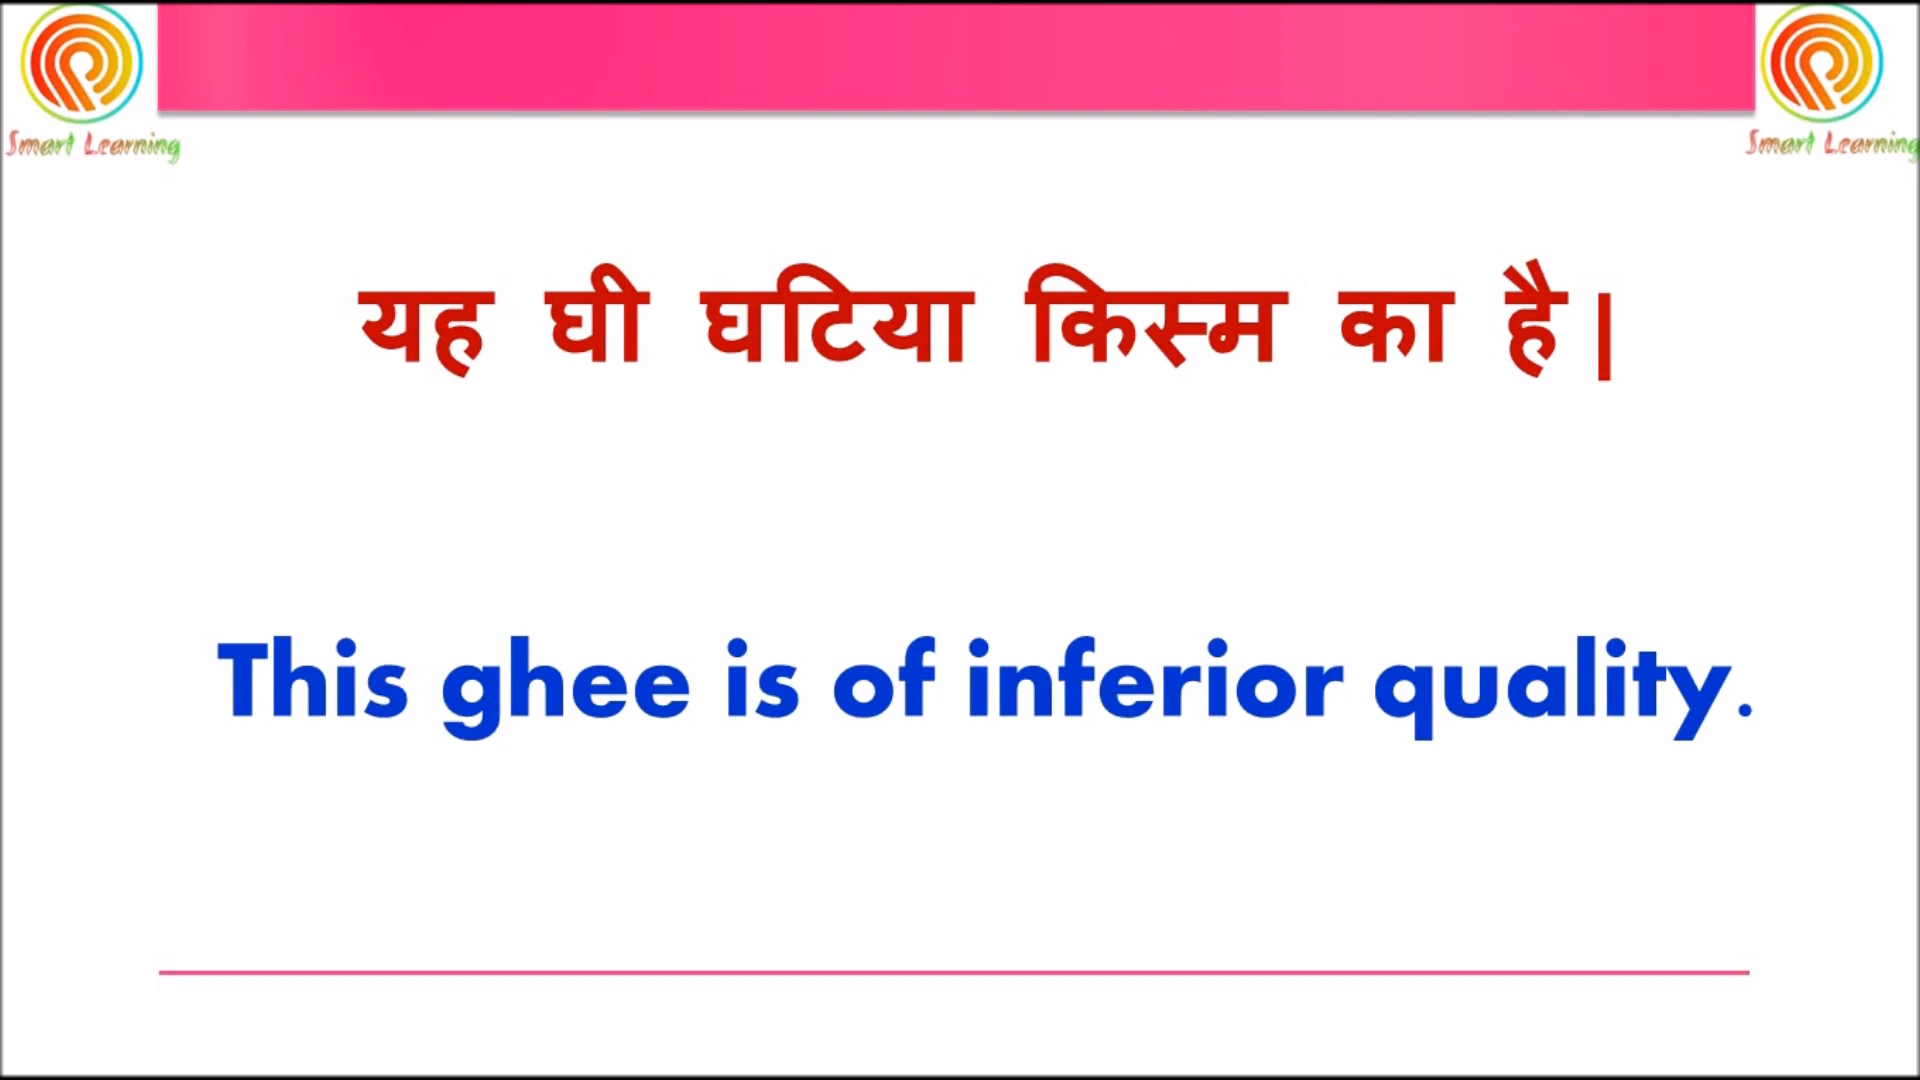 Smart Learning
Smart Learning
यह घी घटिया किस्म का है|
This ghee is of inferior quality.